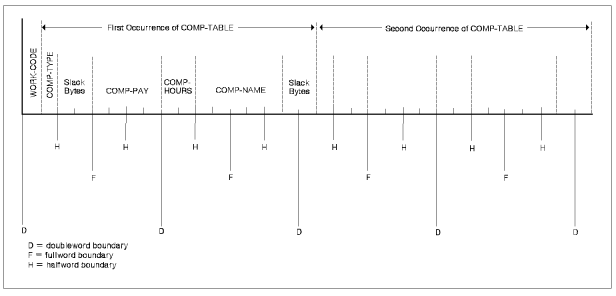 First Occurrence of COMP-TABLE
Second Occurrence of COMP-TABLE
WORK-CODE
COMP-TYPE
Slack
Bytes
COMP-PAY
COMP-
HOURS
COMP-NAME
Slack
Bytes
H H H H H H H H
F F F F
D D D D D
D = doubleword boundary
F = fullword boundary
H = halfword boundary